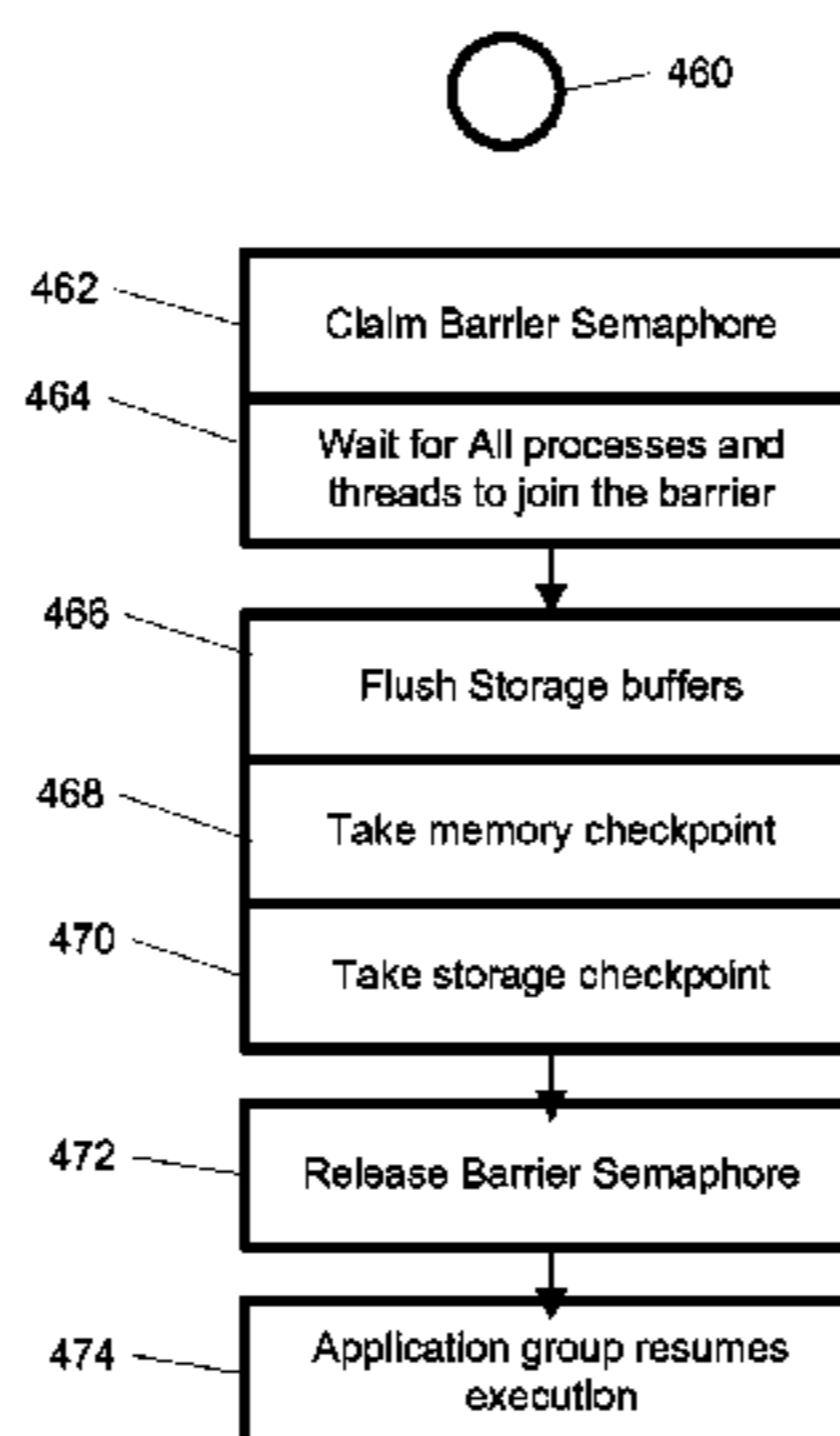 460
462
Claim Barrier Semaphore
464
Wait for All processes and
threads to join the barrier
466
Flush Storage buffers
468
Take memory checkpoint
470
Take storage checkpoint
472
Release Barrier Semaphore
474
Application group resumes
execution